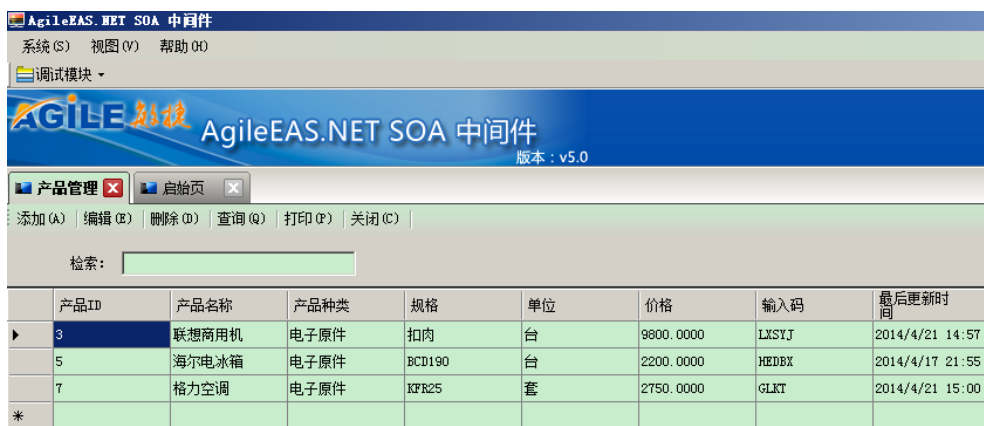 AgileEAS.NET SOA 中间件
系统(S) 视图(V) 帮助(H)
调试模块
AGILE 敏捷 AgileEAS.NET SOA 中间件
版本：v5.0
产品管理 启始页
添加(A) 编辑(E) 删除(D) 查询(Q) 打印(P) 关闭(C)
检索：
产品ID 产品名称 产品种类 规格 单位 价格 输入码 最后更新时
间
3 联想商用机 电子原件 扣肉 台 9800.0000 LXSYJ 2014/4/21 14:57
5 海尔电冰箱 电子原件 BCD190 台 2200.0000 HEDBX 2014/4/17 21:55
7 格力空调 电子原件 KFR25 套 2750.0000 GLKT 2014/4/21 15:00